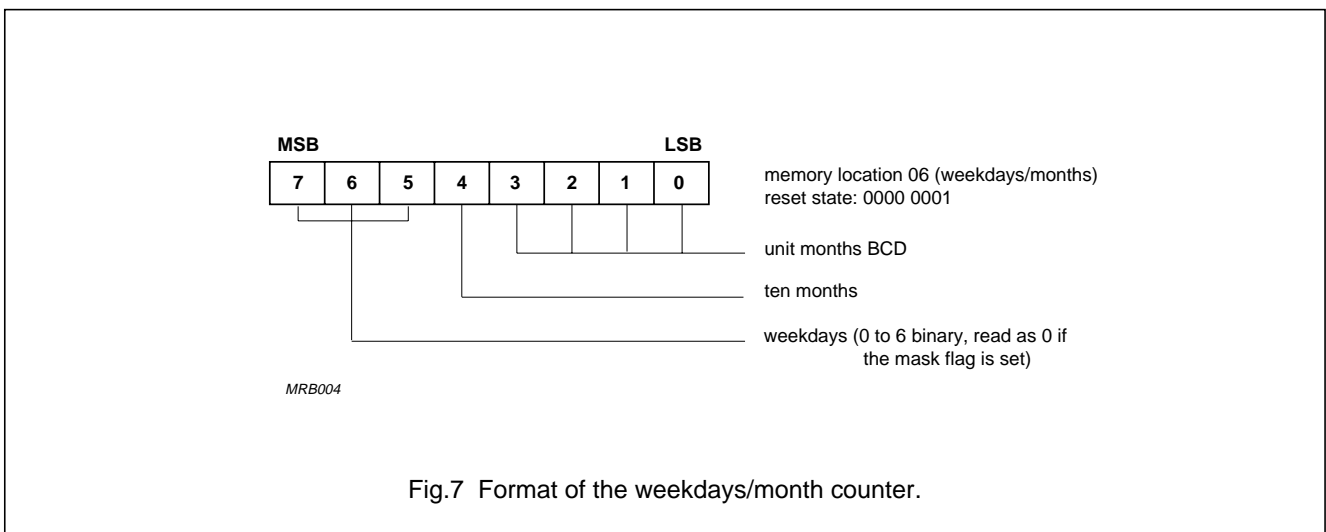 MSB LSB
7 6 5 4 3 2 1 0
memory location 06 (weekdays/months)
reset state: 0000 0001
unit months BCD
ten months
weekdays (0 to 6 binary, read as 0 if
the mask flag is set)
MRB004
Fig.7 Format of the weekdays/month counter.